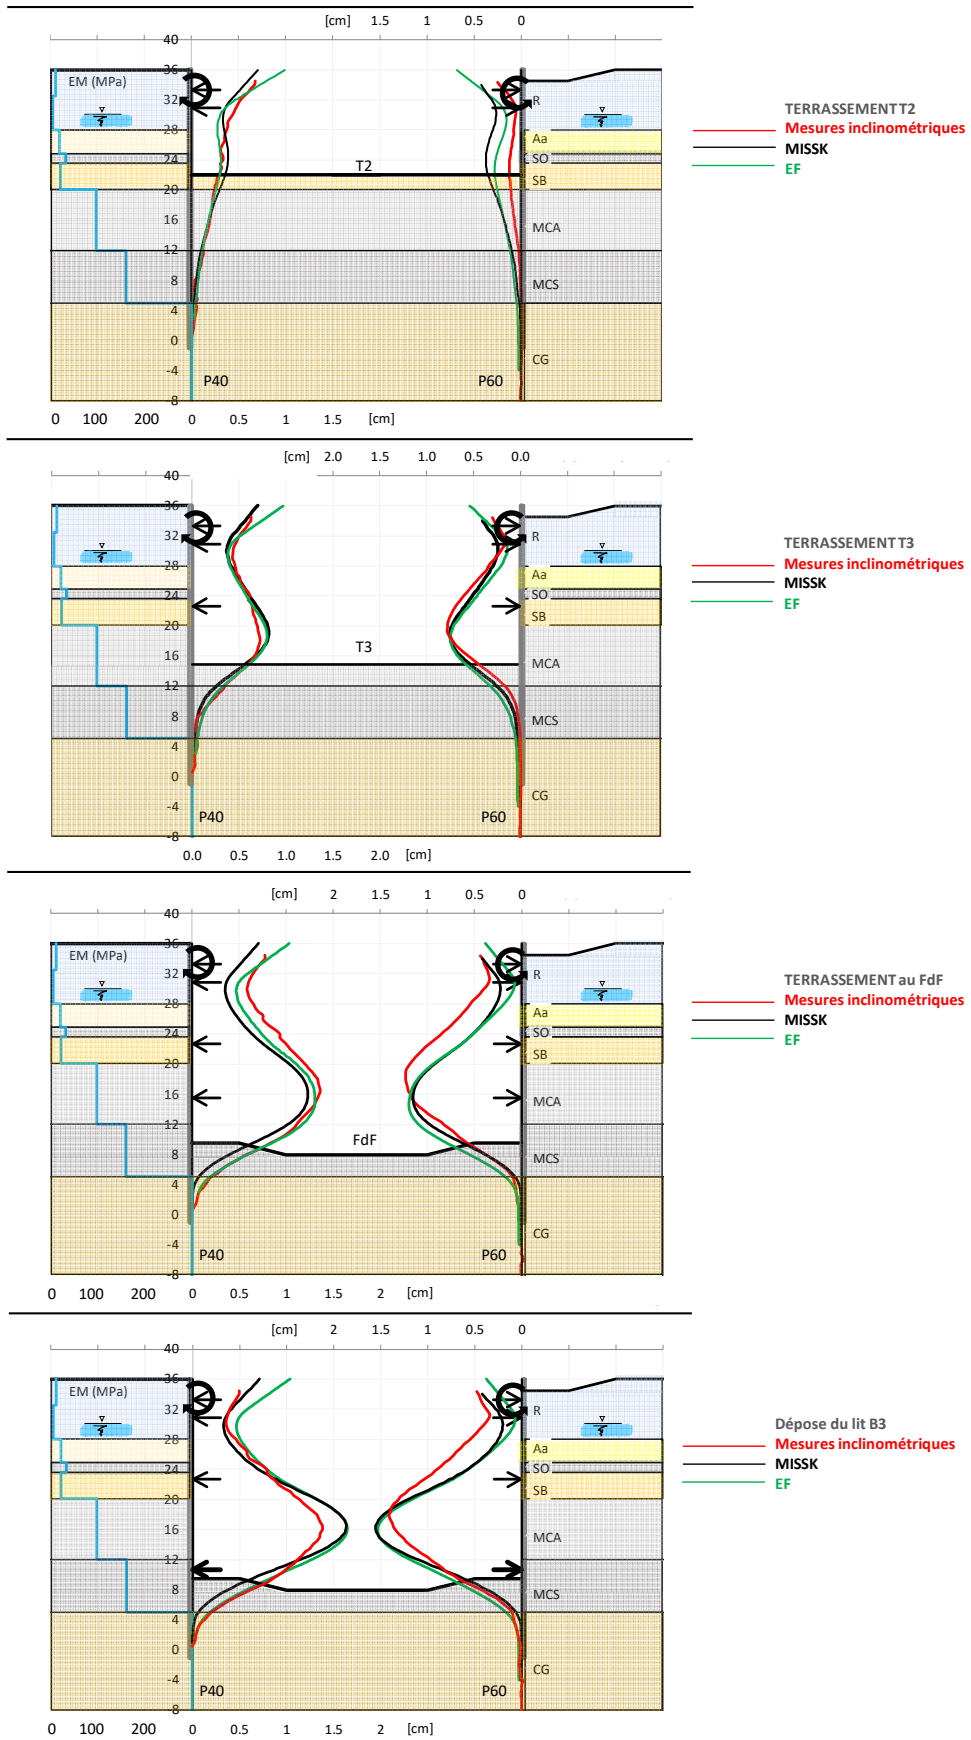 [cm] 1.5 1 0.5 0
40
36
32
28
24
20
16
12
8
4
0
-4
-8
EM (MPa)
T2
R
Aa
SO
SB
MCA
MCS
CG
P40
P60
0 100 200 0 0.5 1 1.5 [cm]
TERRASSEMENT T2
Mesures inclinométriques
MISSK
EF
[cm] 2.0 1.5 1.0 0.5 0.0
40
36
32
28
24
20
16
12
8
4
0
-4
-8
T3
R
Aa
SO
SB
MCA
MCS
CG
P40
P60
0.0 0.5 1.0 1.5 2.0 [cm]
TERRASSEMENT T3
Mesures inclinométriques
MISSK
EF
[cm] 2 1.5 1 0.5 0
40
36
32
28
24
20
16
12
8
4
0
-4
-8
EM (MPa)
FdF
R
Aa
SO
SB
MCA
MCS
CG
P40
P60
0 100 200 0 0.5 1 1.5 2 [cm]
TERRASSEMENT au FdF
Mesures inclinométriques
MISSK
EF
[cm] 2 1.5 1 0.5 0
40
36
32
28
24
20
16
12
8
4
0
-4
-8
EM (MPa)
R
Aa
SO
SB
MCA
MCS
CG
P40
P60
0 100 200 0 0.5 1 1.5 2 [cm]
Dépose du lit B3
Mesures inclinométriques
MISSK
EF